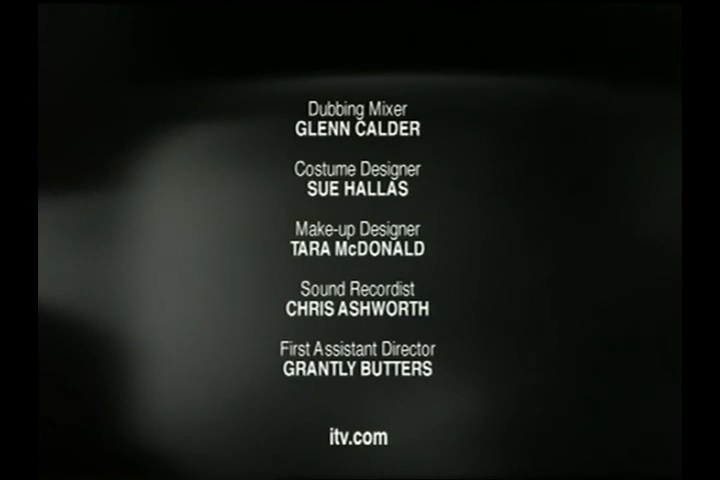 Dubbing Mixer
GLENN CALDER
Costume Designer
SUE HALLAS
Make-up Designer
TARA McDONALD
Sound Recordist
CHRIS ASHWORTH
First Assistant Director
GRANTLY BUTTERS
itv.com